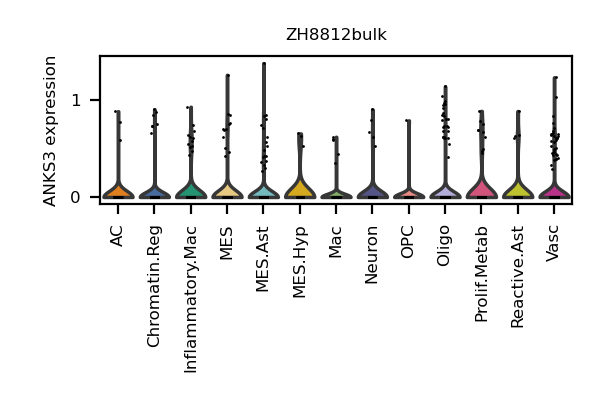 ZH8812bulk
ANKS3 expression
1
0
AC
Chromatin.Reg
Inflammatory.Mac
MES
MES.Ast
MES.Hyp
Mac
Neuron
OPC
Oligo
Prolif.Metab
Reactive.Ast
Vasc